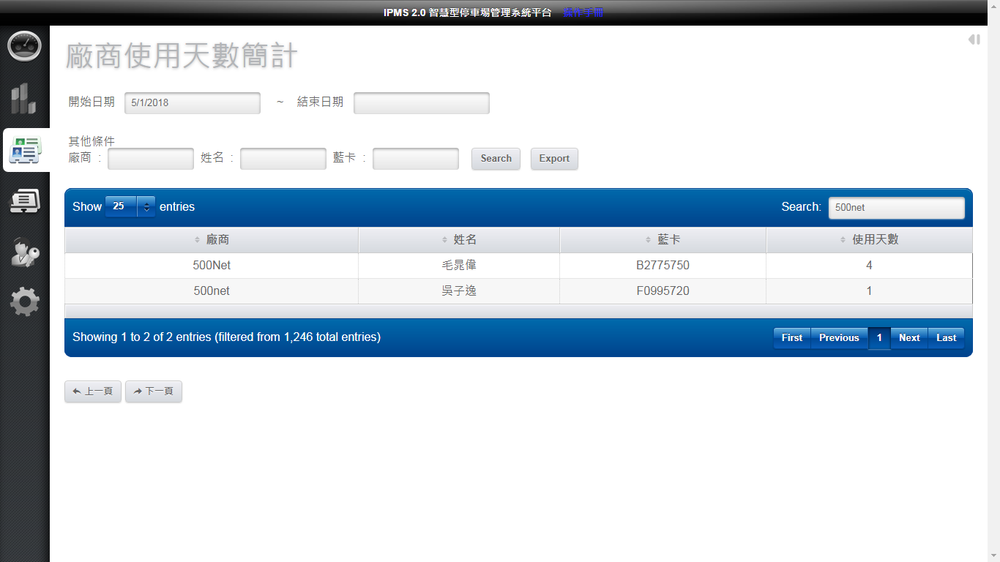 IPMS 2.0 智慧型停車場管理系統平台 操作手冊
廠商使用天數簡計
開始日期 5/1/2018 ~ 結束日期
其他條件
廠商 : 姓名 : 藍卡 : Search Export
Show 25 entries Search: 500net
廠商 姓名 藍卡 使用天數
500Net 毛晁偉 B2775750 4
500net 吳子逸 F0995720 1
Showing 1 to 2 of 2 entries (filtered from 1,246 total entries) First Previous 1 Next Last
上一頁 下一頁